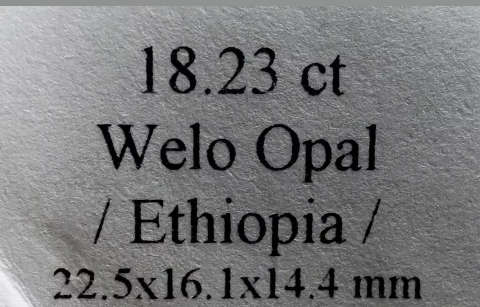 18.23 ct
Welo Opal
/ Ethiopia /
22.5x16.1x14.4 mm